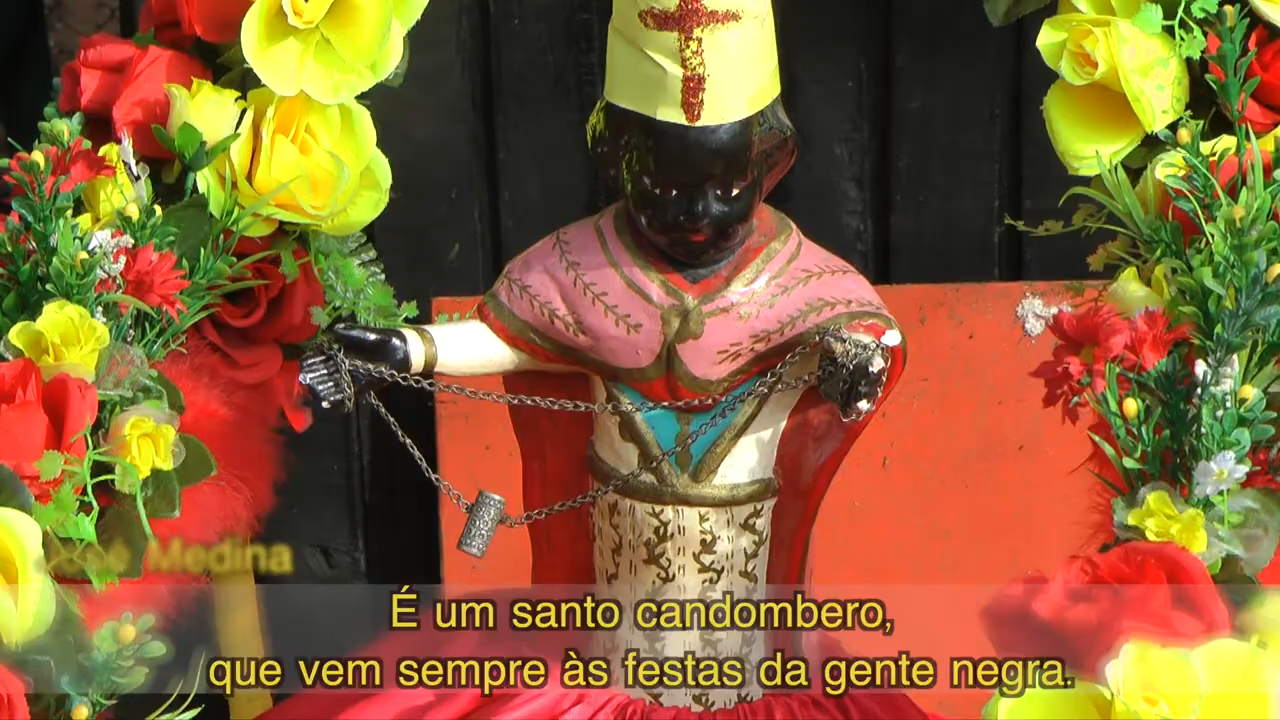 Medina
É um santo candombero,
que vem sempre às festas da gente negra.